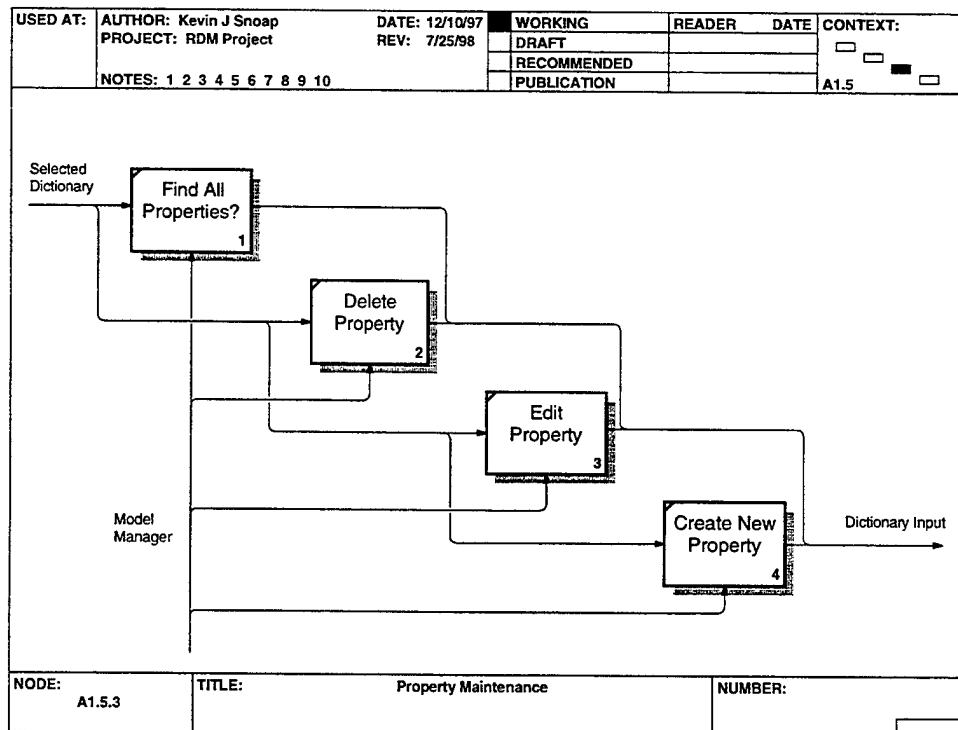 USED AT:
AUTHOR: Kevin J Snoap
DATE: 12/10/97
WORKING
READER
DATE
CONTEXT:
PROJECT: RDM Project
REV: 7/25/98
DRAFT
RECOMMENDED
NOTES: 1 2 3 4 5 6 7 8 9 10
PUBLICATION
A1.5
Selected
Dictionary
Find All
Properties?
1
Delete
Property
2
Edit
Property
3
Model
Manager
Create New
Property
4
Dictionary Input
NODE:
A1.5.3
TITLE:
Property Maintenance
NUMBER: